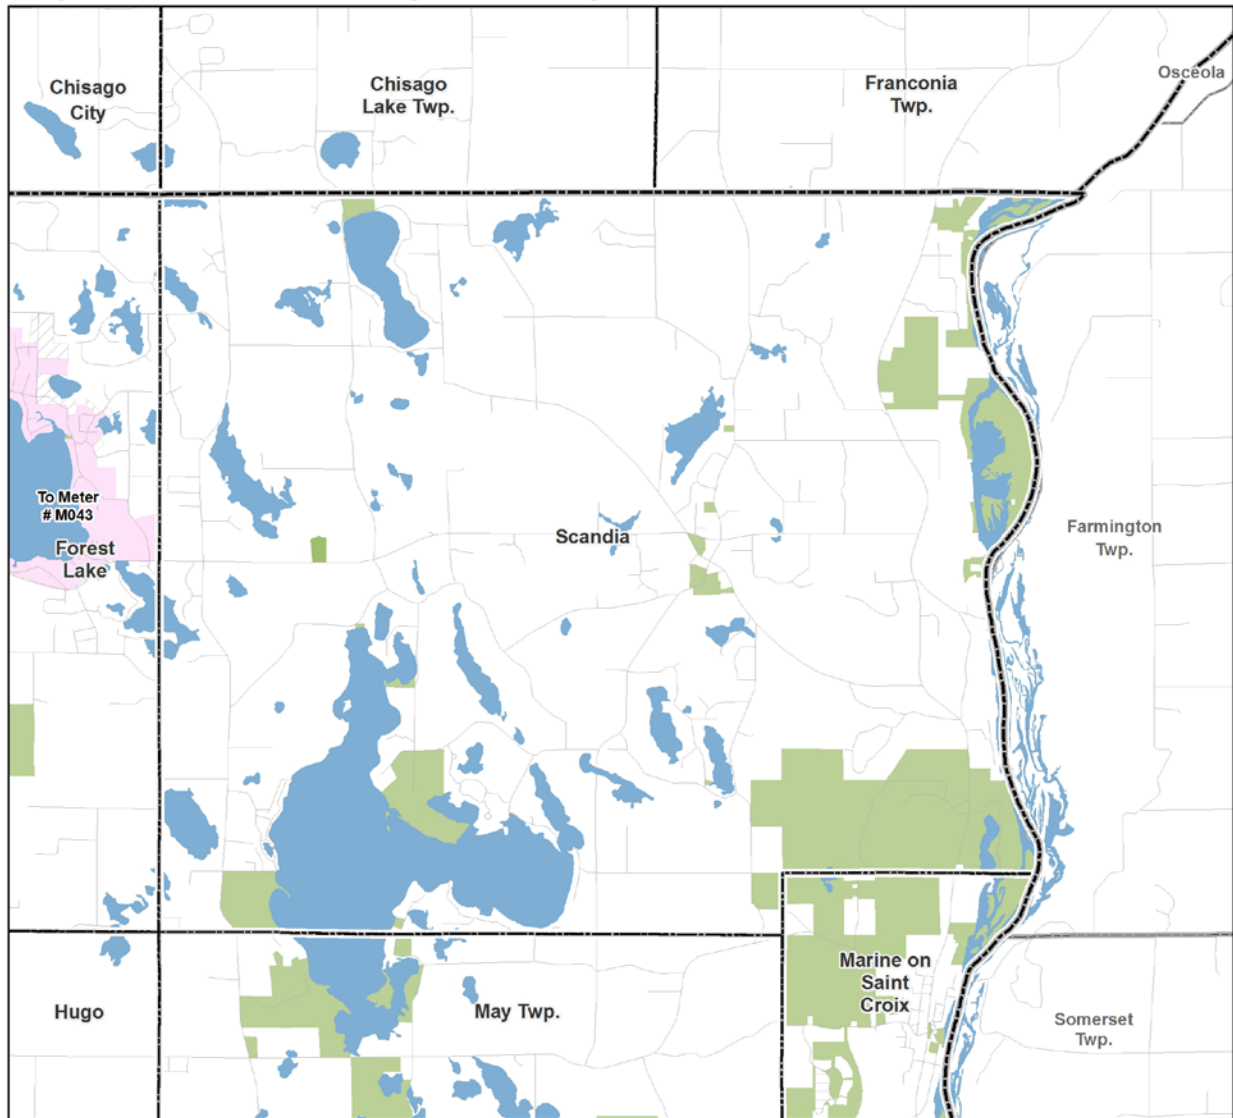 Chisago
City
Chisago
Lake Twp.
Franconia
Twp.
Osceola
To Meter
# M043
Forest
Lake
Scandia
Farmington
Twp.
Hugo
May Twp.
Marine on
Saint
Croix
Somerset
Twp.